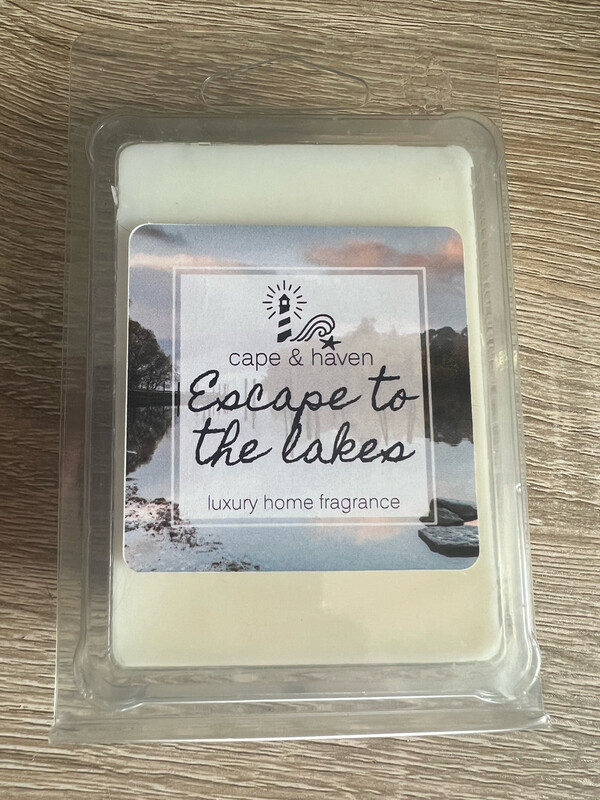 cape & haven
Escape to
the lakes
luxury home fragrance